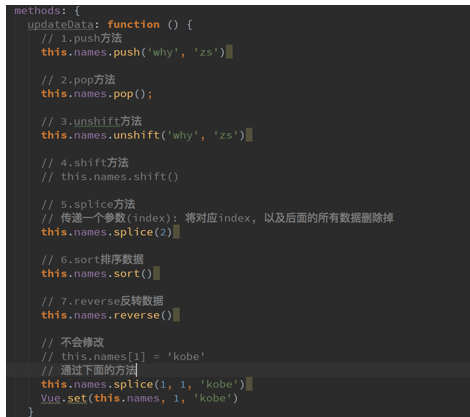 methods: {
updateData: function () {
// 1.push方法
this.names.push('why', 'zs')
// 2.pop方法
this.names.pop();
// 3.unshift方法
this.names.unshift('why', 'zs')
// 4.shift方法
// this.names.shift()
// 5.splice方法
// 传递一个参数(index): 将对应index, 以及后面的所有数据删除掉
this.names.splice(2)
// 6.sort排序数据
this.names.sort()
// 7.reverse反转数据
this.names.reverse()
// 不会修改
// this.names[1] = 'kobe'
// 通过下面的方法
this.names.splice(1, 1, 'kobe')
Vue.set(this.names, 1, 'kobe')
}